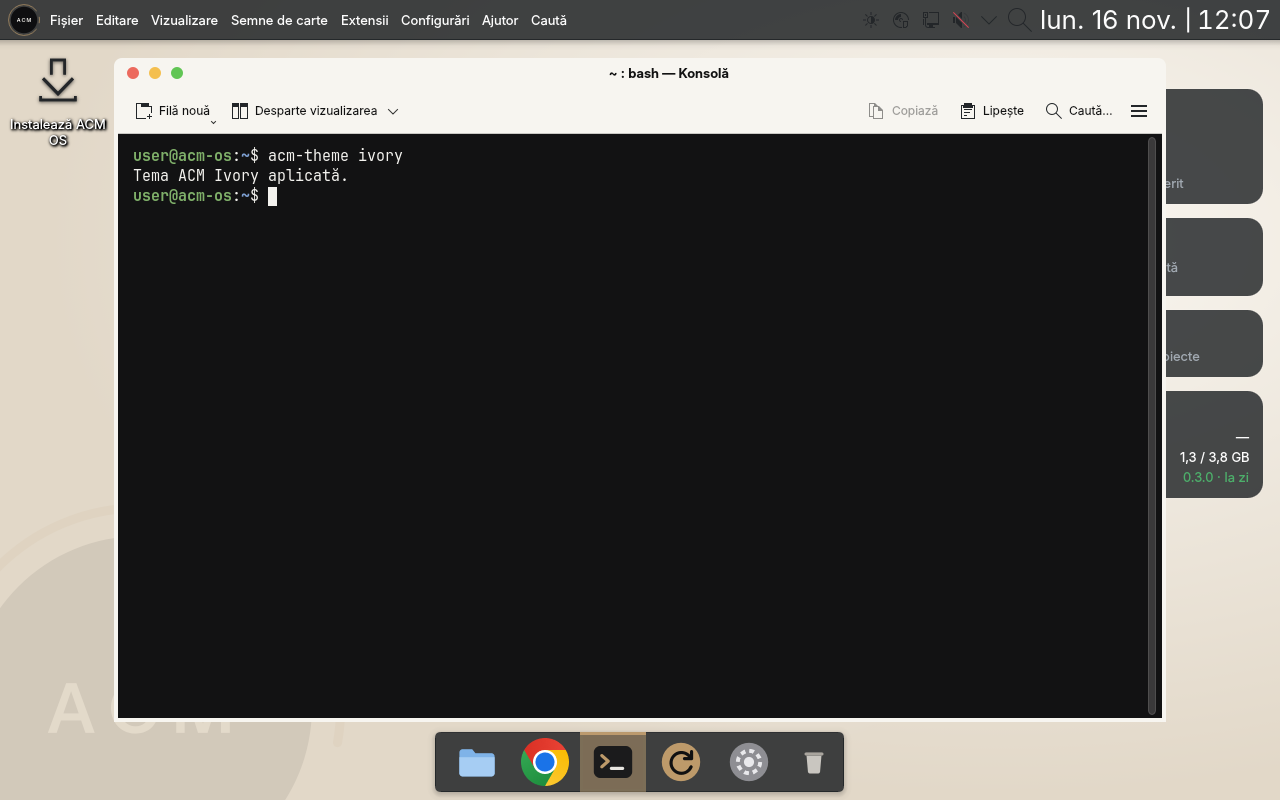 ACM Fișier Editare Vizualizare Semne de carte Extensii Configurări Ajutor Caută lun. 16 nov. | 12:07
Instalează ACM
OS
~ : bash — Konsolă
Filă nouă Desparte vizualizarea Copiază Lipește Caută...
user@acm-os:~$ acm-theme ivory
Tema ACM Ivory aplicată.
user@acm-os:~$
erit
tă
oiecte
—
1,3 / 3,8 GB
0.3.0 · la zi
ACM